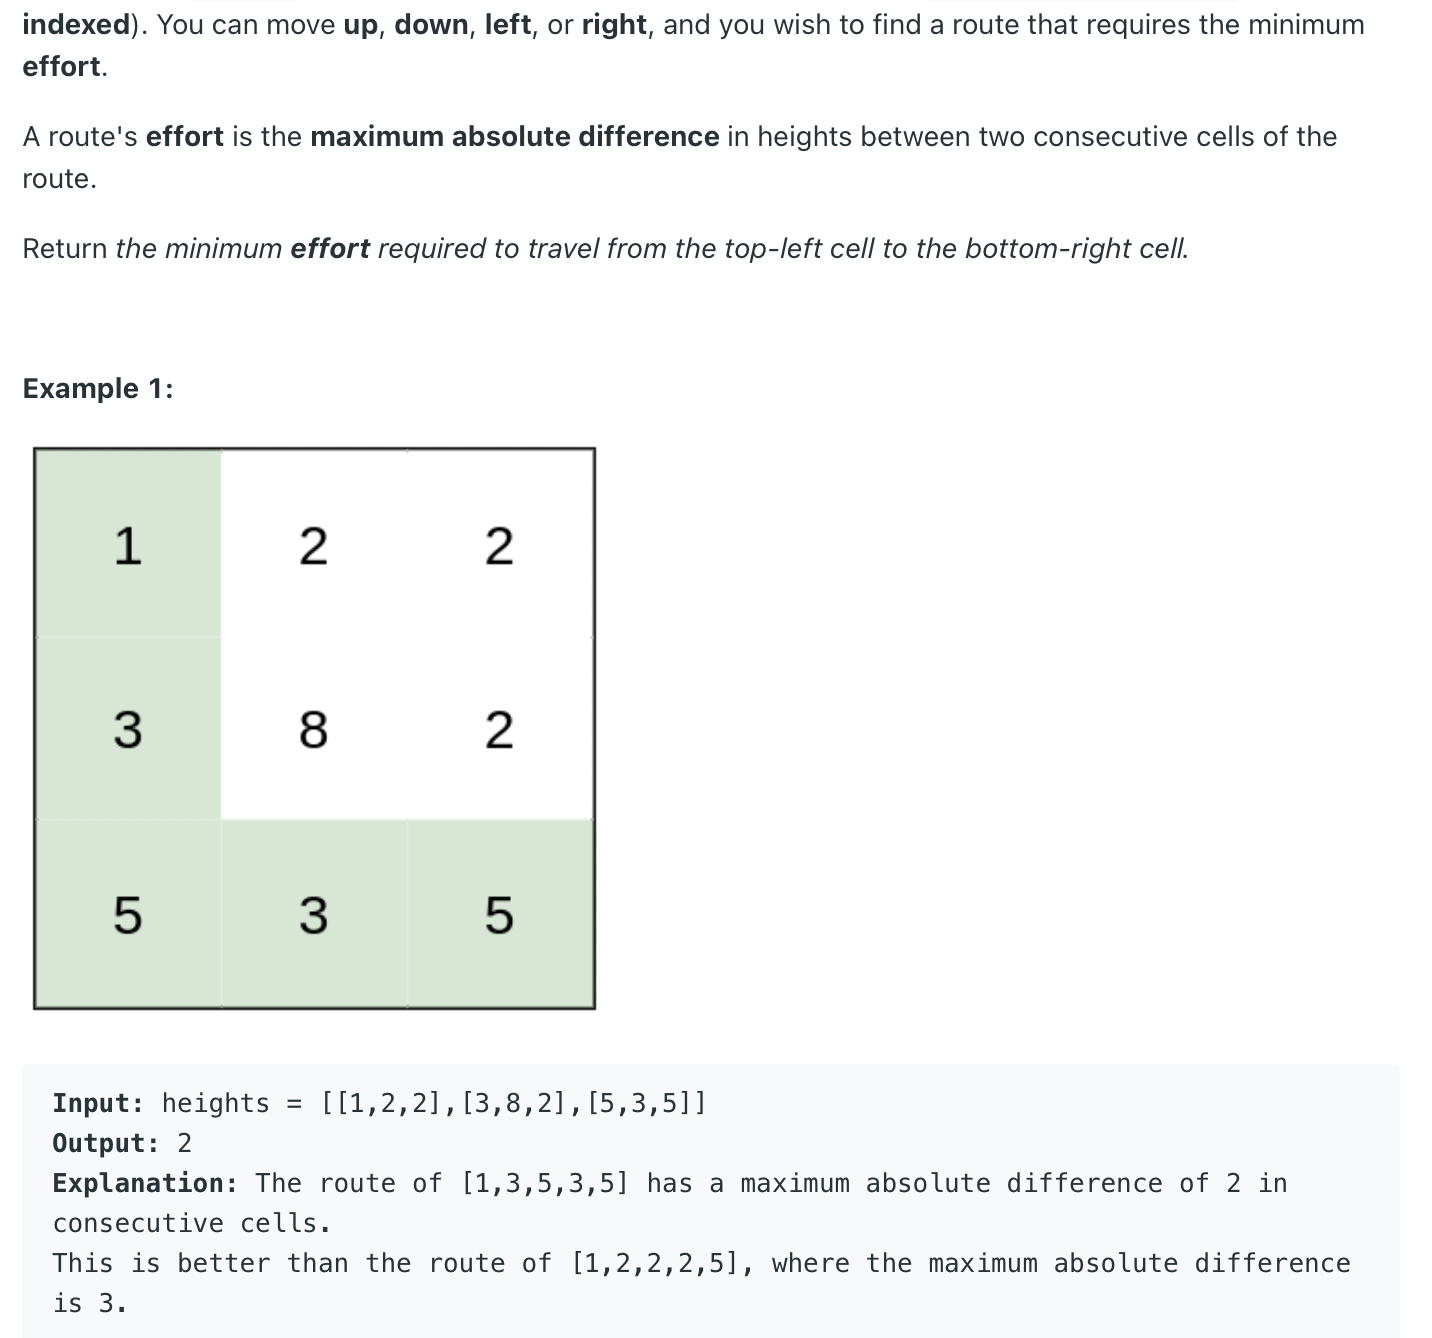 indexed). You can move up, down, left, or right, and you wish to find a route that requires the minimum
effort.
A route's effort is the maximum absolute difference in heights between two consecutive cells of the
route.
Return the minimum effort required to travel from the top-left cell to the bottom-right cell.
Example 1:
1 2 2
3 8 2
5 3 5
Input: heights = [[1,2,2],[3,8,2],[5,3,5]]
Output: 2
Explanation: The route of [1,3,5,3,5] has a maximum absolute difference of 2 in
consecutive cells.
This is better than the route of [1,2,2,2,5], where the maximum absolute difference
is 3.